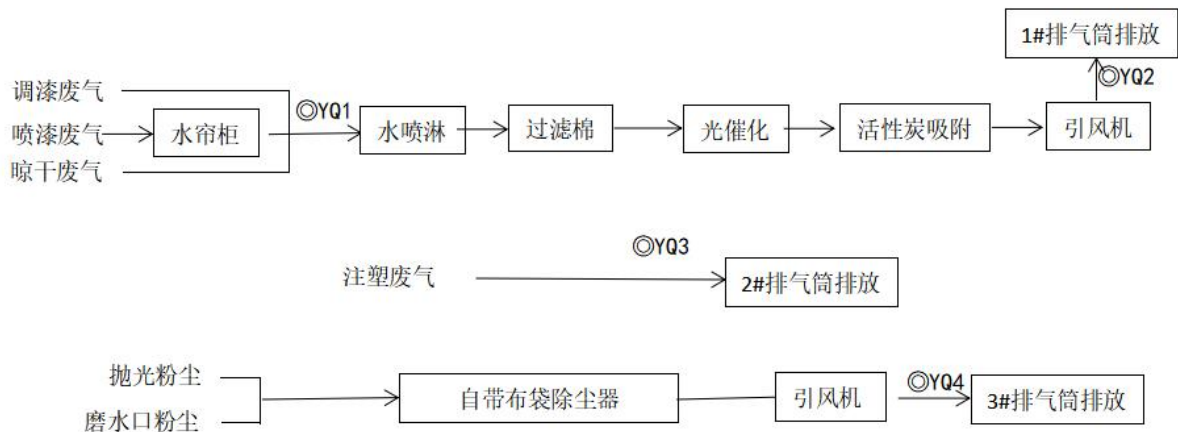 1#排气筒排放
◎YQ2
调漆废气
◎YQ1
喷漆废气
水帘柜
水喷淋
过滤棉
光催化
活性炭吸附
引风机
晾干废气
◎YQ3
注塑废气
2#排气筒排放
抛光粉尘
自带布袋除尘器
引风机
◎YQ4
3#排气筒排放
磨水口粉尘